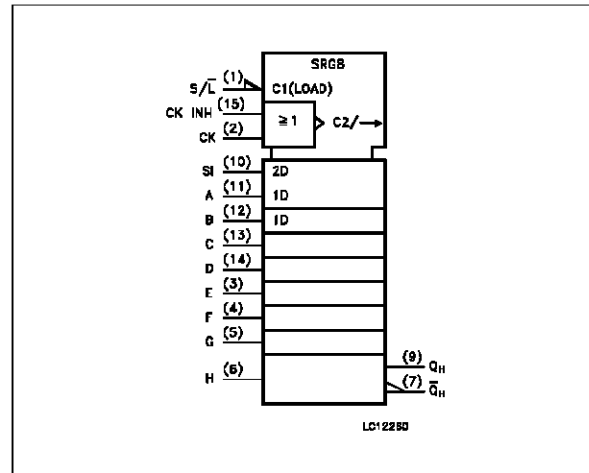 SRG8
S/L̅ (1) C1(LOAD)
CK INH (15) ≥1 C2/→
CK (2)
SI (10) 2D
A (11) 1D
B (12) 1D
C (13)
D (14)
E (3)
F (4)
G (5)
(9) QH
H (6)
(7) Q̅H
LC12260